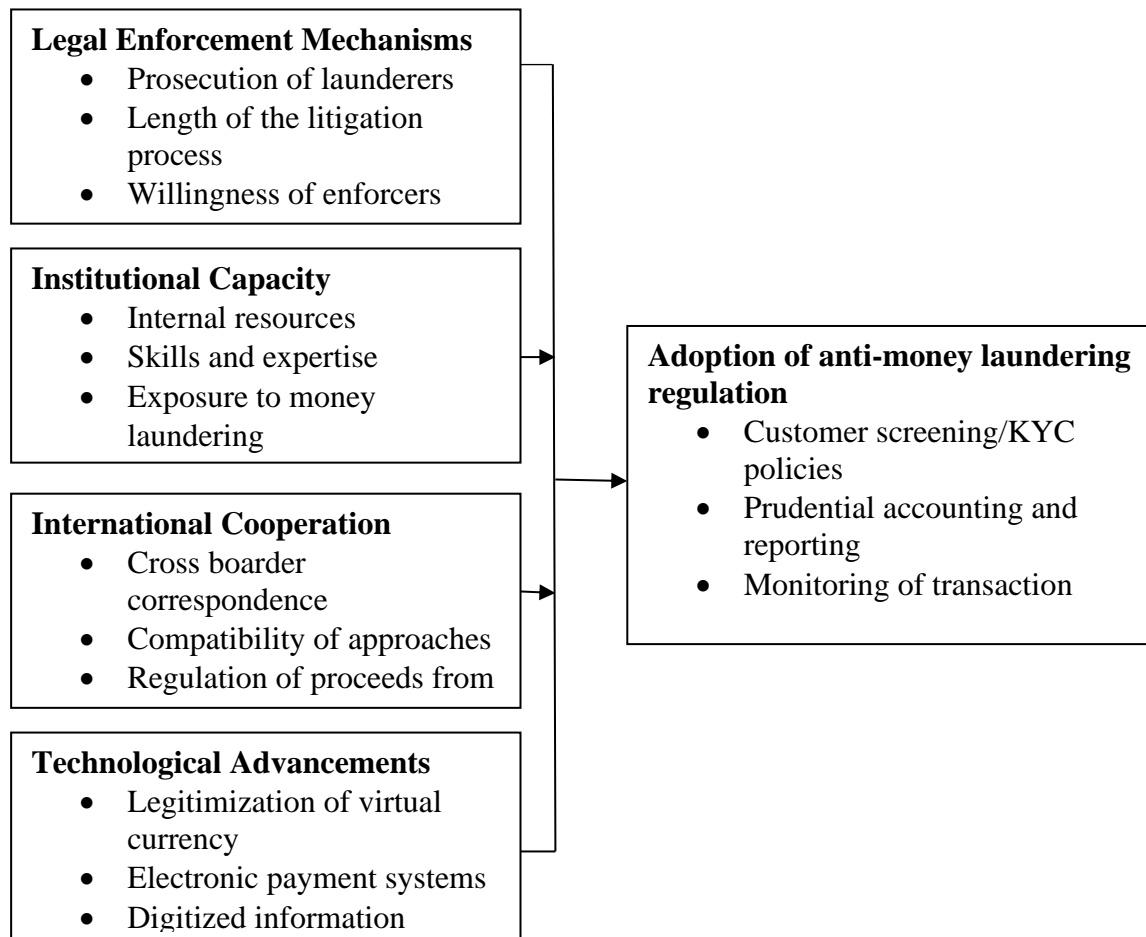 Legal Enforcement Mechanisms
• Prosecution of launderers
• Length of the litigation
process
• Willingness of enforcers
Institutional Capacity
• Internal resources
• Skills and expertise
• Exposure to money
laundering
International Cooperation
• Cross boarder
correspondence
• Compatibility of approaches
• Regulation of proceeds from
Technological Advancements
• Legitimization of virtual
currency
• Electronic payment systems
• Digitized information
Adoption of anti-money laundering
regulation
• Customer screening/KYC
policies
• Prudential accounting and
reporting
• Monitoring of transaction